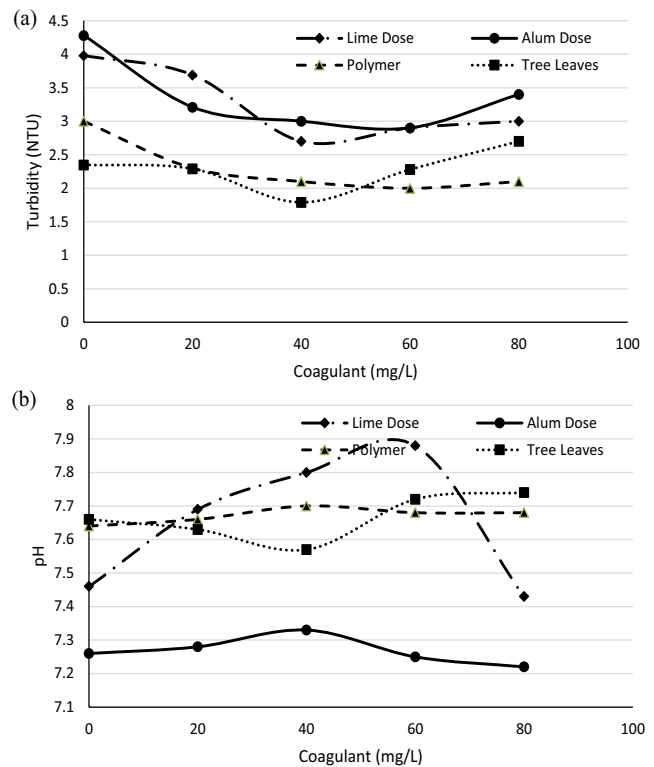 (a)
4.5
4
3.5
3
2.5
2
1.5
1
0.5
0
Turbidity (NTU)
Lime Dose Alum Dose
Polymer Tree Leaves
0 20 40 60 80 100
Coagulant (mg/L)
(b)
8
7.9
7.8
7.7
7.6
7.5
7.4
7.3
7.2
7.1
pH
Lime Dose Alum Dose
Polymer Tree Leaves
0 20 40 60 80 100
Coagulant (mg/L)